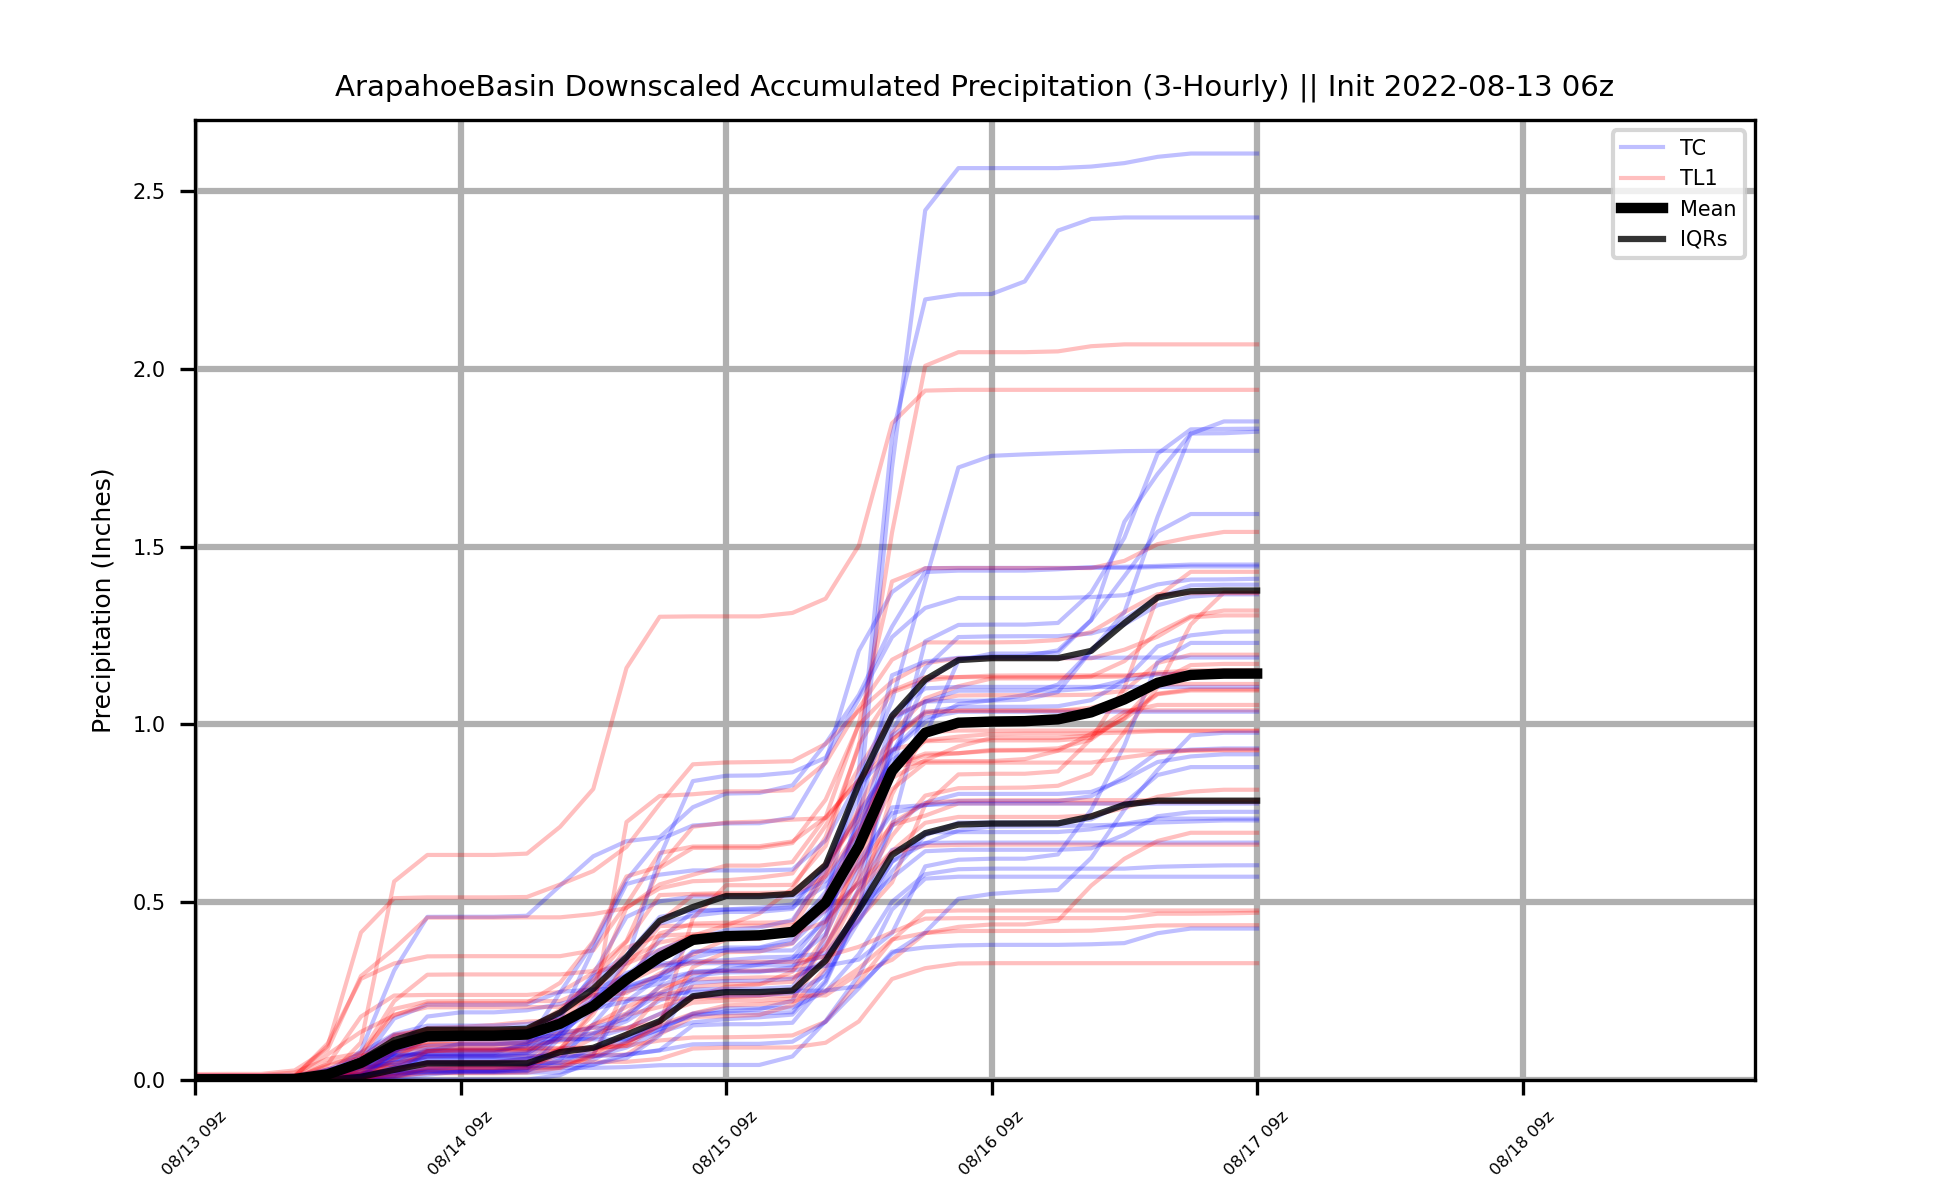 ArapahoeBasin Downscaled Accumulated Precipitation (3-Hourly) || Init 2022-08-13 06z
TC
TL1
Mean
IQRs
Precipitation (Inches)
2.5
2.0
1.5
1.0
0.5
0.0
08/13 09z
08/14 09z
08/15 09z
08/16 09z
08/17 09z
08/18 09z